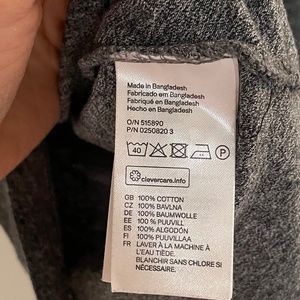 Made in Bangladesh
Fabricado em Bangladesh
Fabriqué en Bangladesh
Hecho en Bangladesh
O/N 515890
P/N 0250820 3
40 P
clevercare.info
GB 100% COTTON
CZ 100% BAVLNA
DE 100% BAUMWOLLE
EE 100% PUUVILL
ES 100% ALGODÓN
FI 100% PUUVILLAA
FR LAVER À LA MACHINE À
L'EAU TIÈDE.
BLANCHIR SANS CHLORE SI
NÉCESSAIRE.